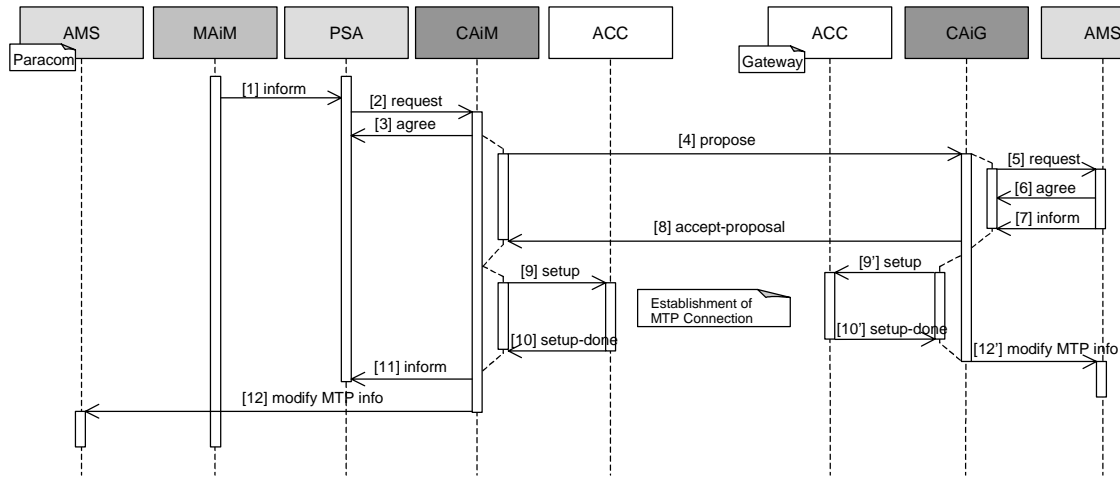 AMS
MAiM
PSA
CAiM
ACC
ACC
CAiG
AMS
Paracom
Gateway
[1] inform
[2] request
[3] agree
[4] propose
[5] request
[6] agree
[7] inform
[8] accept-proposal
[9] setup
[9'] setup
Establishment of
MTP Connection
[10] setup-done
[10'] setup-done
[11] inform
[12'] modify MTP info
[12] modify MTP info